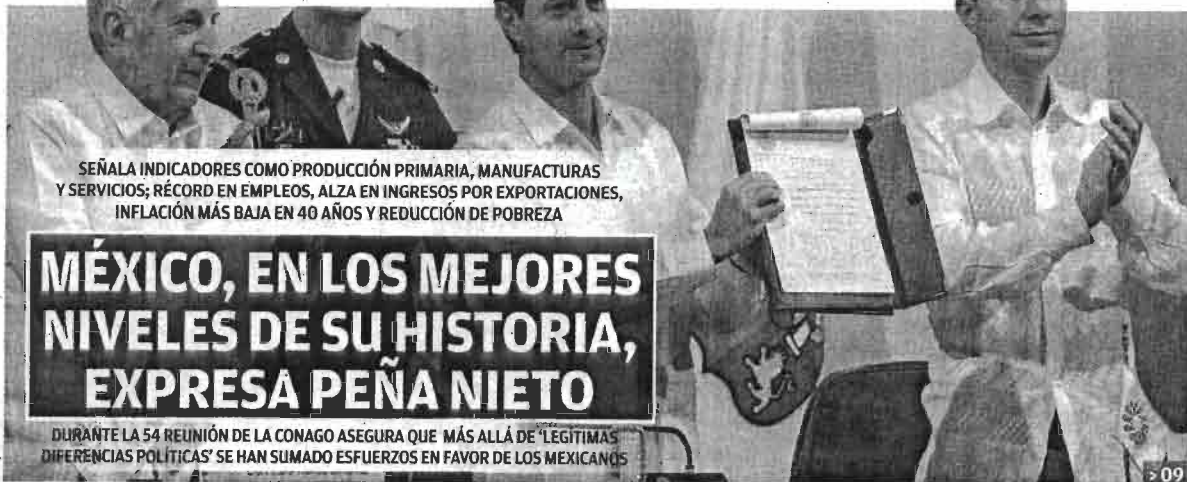 SEÑALA INDICADORES COMO PRODUCCIÓN PRIMARIA, MANUFACTURAS
Y SERVICIOS; RÉCORD EN EMPLEOS, ALZA EN INGRESOS POR EXPORTACIONES,
INFLACIÓN MÁS BAJA EN 40 AÑOS Y REDUCCIÓN DE POBREZA
MÉXICO, EN LOS MEJORES
NIVELES DE SU HISTORIA,
EXPRESA PEÑA NIETO
DURANTE LA 54 REUNIÓN DE LA CONAGO ASEGURA QUE MÁS ALLÁ DE ‘LEGÍTIMAS
DIFERENCIAS POLÍTICAS’ SE HAN SUMADO ESFUERZOS EN FAVOR DE LOS MEXICANOS
>09